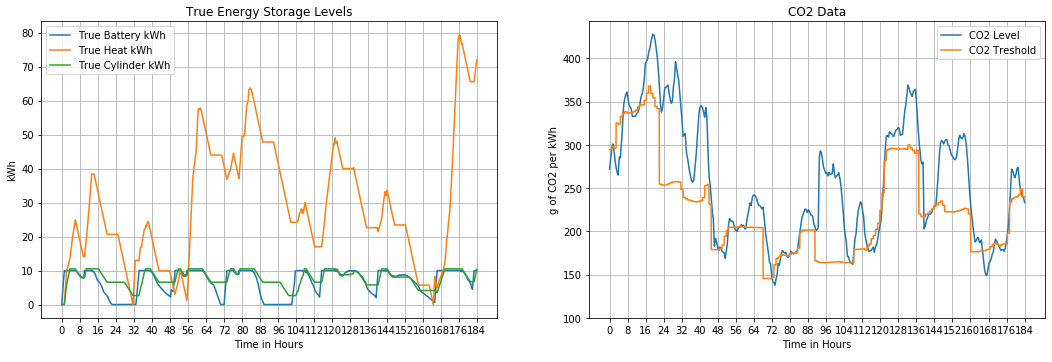 True Energy Storage Levels
True Battery kWh
True Heat kWh
True Cylinder kWh
kWh
80
70
60
50
40
30
20
10
0
0 8 16 24 32 40 48 56 64 72 80 88 96 104 112 120 128 136 144 152 160 168 176 184
Time in Hours
CO2 Data
CO2 Level
CO2 Treshold
g of CO2 per kWh
400
350
300
250
200
150
100
0 8 16 24 32 40 48 56 64 72 80 88 96 104 112 120 128 136 144 152 160 168 176 184
Time in Hours